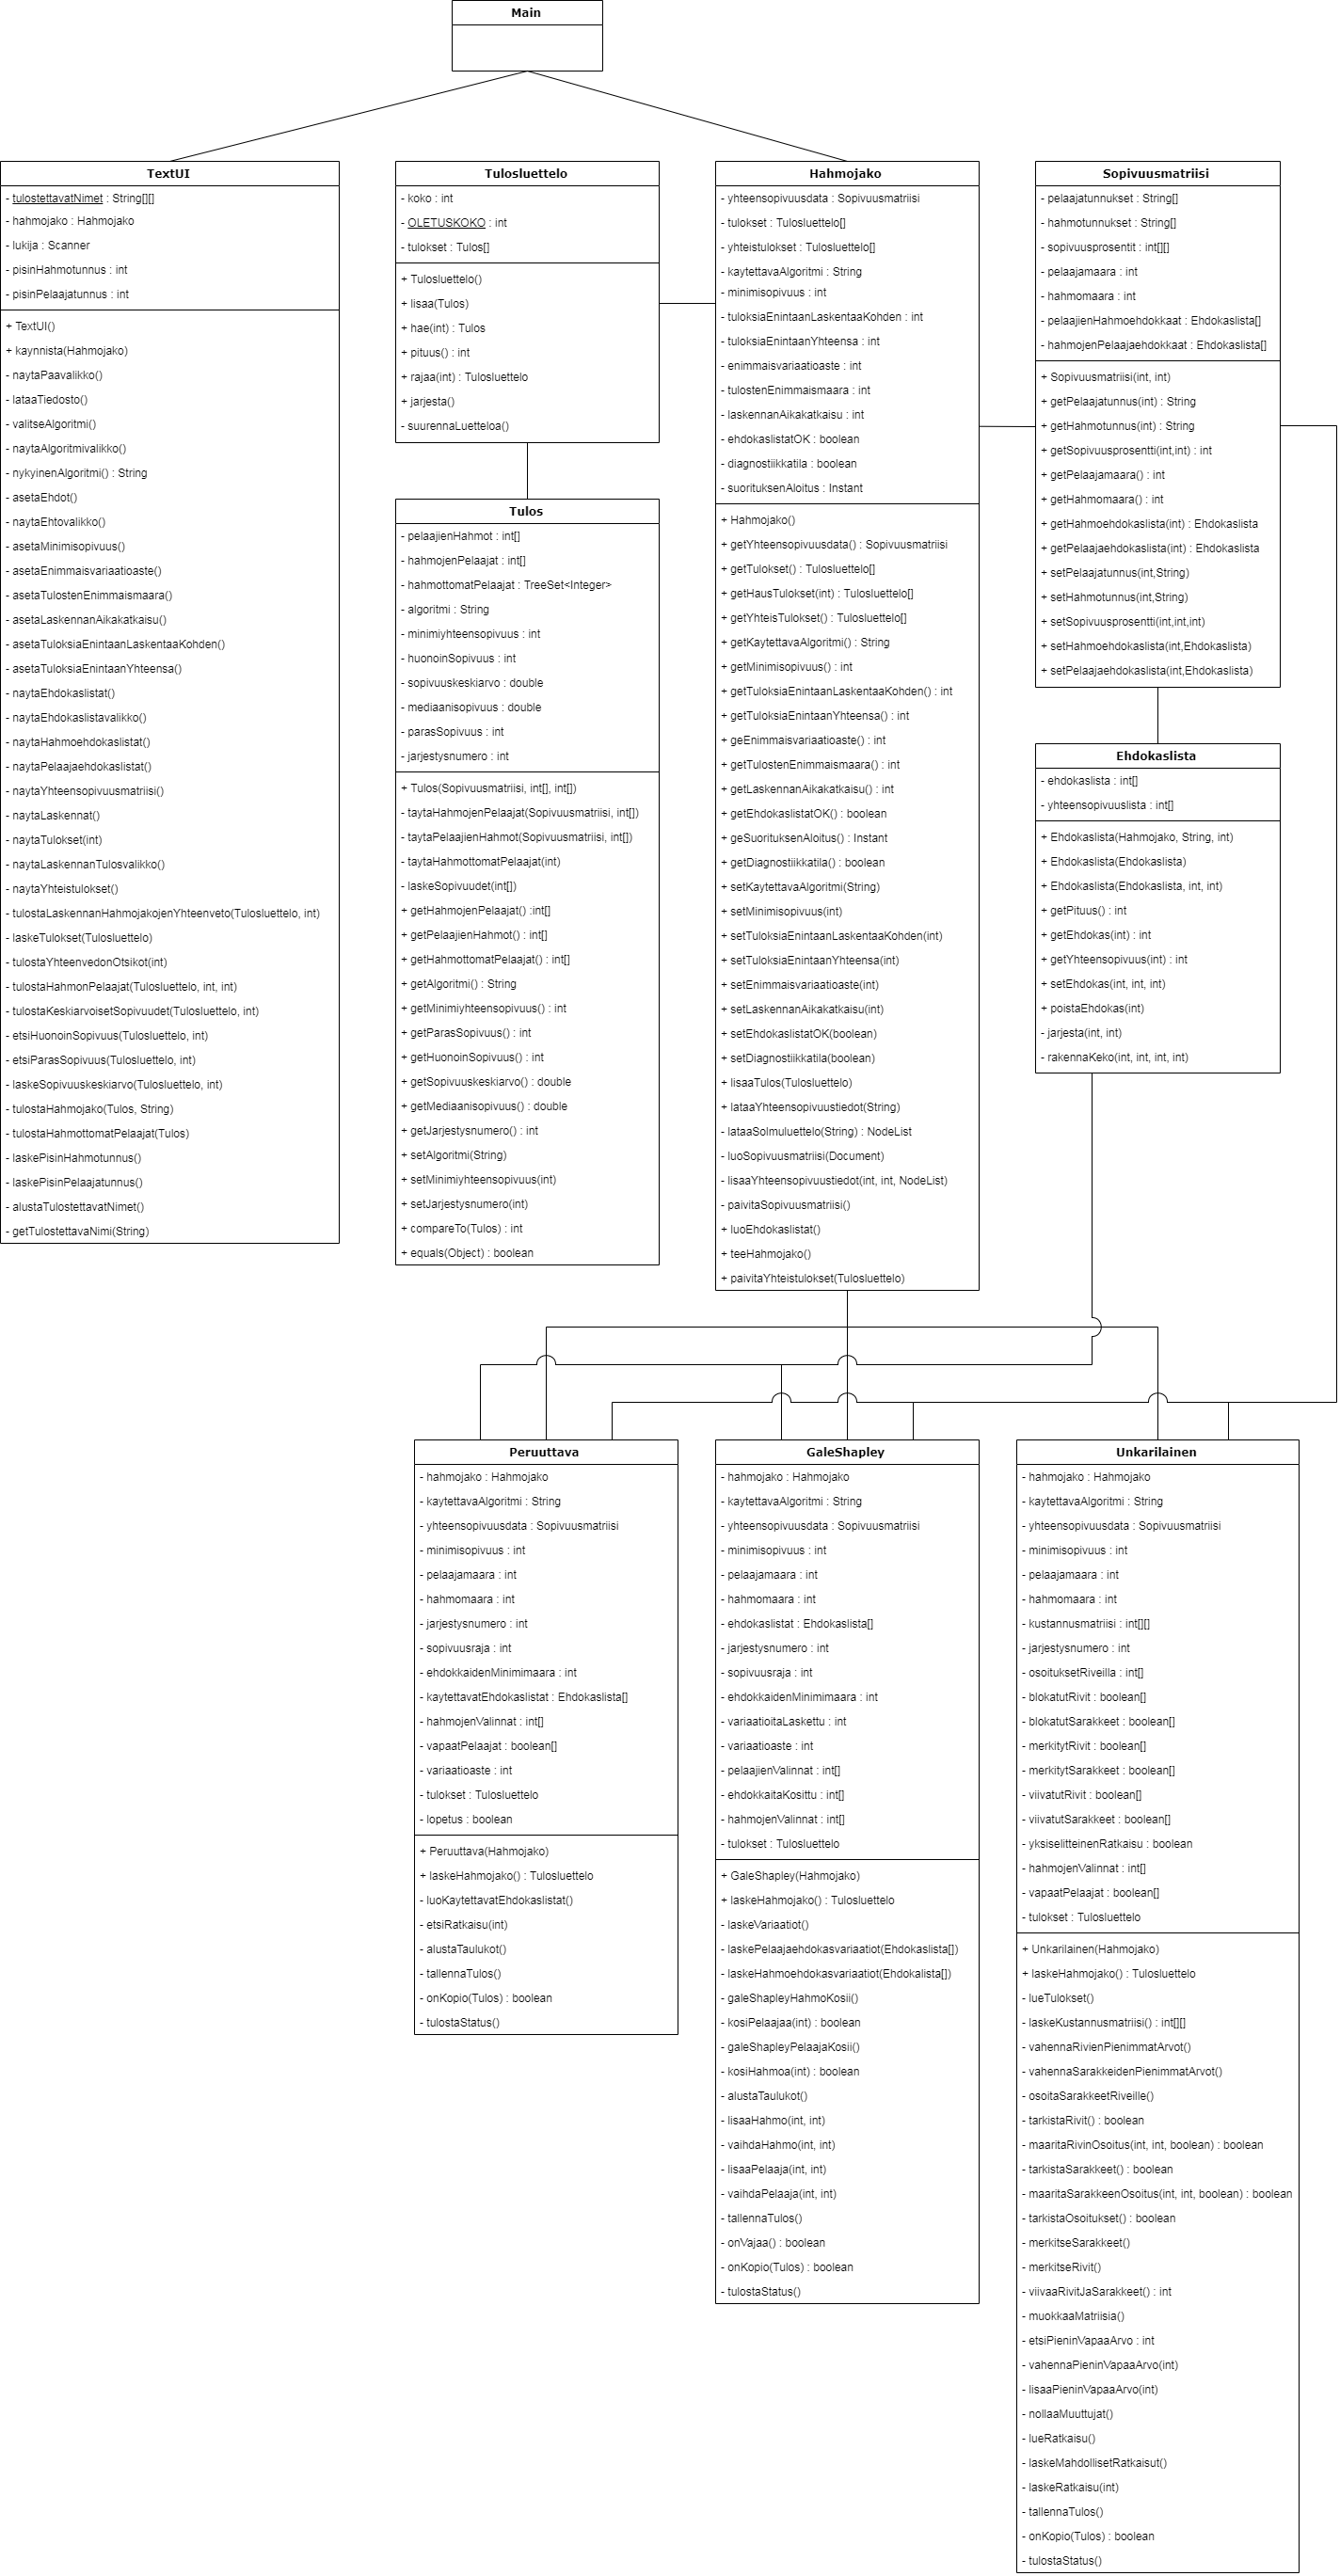 Main
TextUI
- tulostettavatNimet : String[][]
- hahmojako : Hahmojako
- lukija : Scanner
- pisinHahmotunnus : int
- pisinPelaajatunnus : int
+ TextUI()
+ kaynnista(Hahmojako)
- naytaPaavalikko()
- lataaTiedosto()
- valitseAlgoritmi()
- naytaAlgoritmivalikko()
- nykyinenAlgoritmi() : String
- asetaEhdot()
- naytaEhtovalikko()
- asetaMinimisopivuus()
- asetaEnimmaisvariaatioaste()
- asetaTulostenEnimmaismaara()
- asetaLaskennanAikakatkaisu()
- asetaTuloksiaEnintaanLaskentaaKohden()
- asetaTuloksiaEnintaanYhteensa()
- naytaEhdokaslistat()
- naytaEhdokaslistavalikko()
- naytaHahmoehdokaslistat()
- naytaPelaajaehdokaslistat()
- naytaYhteensopivuusmatriisi()
- naytaLaskennat()
- naytaTulokset(int)
- naytaLaskennanTulosvalikko()
- naytaYhteistulokset()
- tulostaLaskennanHahmojakojenYhteenveto(Tulosluettelo, int)
- laskeTulokset(Tulosluettelo)
- tulostaYhteenvedonOtsikot(int)
- tulostaHahmonPelaajat(Tulosluettelo, int, int)
- tulostaKeskiarvoisetSopivuudet(Tulosluettelo, int)
- etsiHuonoinSopivuus(Tulosluettelo, int)
- etsiParasSopivuus(Tulosluettelo, int)
- laskeSopivuuskeskiarvo(Tulosluettelo, int)
- tulostaHahmojako(Tulos, String)
- tulostaHahmottomatPelaajat(Tulos)
- laskePisinHahmotunnus()
- laskePisinPelaajatunnus()
- alustaTulostettavatNimet()
- getTulostettavaNimi(String)
Tulosluettelo
- koko : int
- OLETUSKOKO : int
- tulokset : Tulos[]
+ Tulosluettelo()
+ lisaa(Tulos)
+ hae(int) : Tulos
+ pituus() : int
+ rajaa(int) : Tulosluettelo
+ jarjesta()
- suurennaLuetteloa()
Tulos
- pelaajienHahmot : int[]
- hahmojenPelaajat : int[]
- hahmottomatPelaajat : TreeSet<Integer>
- algoritmi : String
- minimiyhteensopivuus : int
- huonoinSopivuus : int
- sopivuuskeskiarvo : double
- mediaanisopivuus : double
- parasSopivuus : int
- jarjestysnumero : int
+ Tulos(Sopivuusmatriisi, int[], int[])
- taytaHahmojenPelaajat(Sopivuusmatriisi, int[])
- taytaPelaajienHahmot(Sopivuusmatriisi, int[])
- taytaHahmottomatPelaajat(int)
- laskeSopivuudet(int[])
+ getHahmojenPelaajat() :int[]
+ getPelaajienHahmot() : int[]
+ getHahmottomatPelaajat() : int[]
+ getAlgoritmi() : String
+ getMinimiyhteensopivuus() : int
+ getParasSopivuus() : int
+ getHuonoinSopivuus() : int
+ getSopivuuskeskiarvo() : double
+ getMediaanisopivuus() : double
+ getJarjestysnumero() : int
+ setAlgoritmi(String)
+ setMinimiyhteensopivuus(int)
+ setJarjestysnumero(int)
+ compareTo(Tulos) : int
+ equals(Object) : boolean
Hahmojako
- yhteensopivuusdata : Sopivuusmatriisi
- tulokset : Tulosluettelo[]
- yhteistulokset : Tulosluettelo[]
- kaytettavaAlgoritmi : String
- minimisopivuus : int
- tuloksiaEnintaanLaskentaaKohden : int
- tuloksiaEnintaanYhteensa : int
- enimmaisvariaatioaste : int
- tulostenEnimmaismaara : int
- laskennanAikakatkaisu : int
- ehdokaslistatOK : boolean
- diagnostiikkatila : boolean
- suorituksenAloitus : Instant
+ Hahmojako()
+ getYhteensopivuusdata() : Sopivuusmatriisi
+ getTulokset() : Tulosluettelo[]
+ getHausTulokset(int) : Tulosluettelo[]
+ getYhteisTulokset() : Tulosluettelo[]
+ getKaytettavaAlgoritmi() : String
+ getMinimisopivuus() : int
+ getTuloksiaEnintaanLaskentaaKohden() : int
+ getTuloksiaEnintaanYhteensa() : int
+ geEnimmaisvariaatioaste() : int
+ getTulostenEnimmaismaara() : int
+ getLaskennanAikakatkaisu() : int
+ getEhdokaslistatOK() : boolean
+ geSuorituksenAloitus() : Instant
+ getDiagnostiikkatila() : boolean
+ setKaytettavaAlgoritmi(String)
+ setMinimisopivuus(int)
+ setTuloksiaEnintaanLaskentaaKohden(int)
+ setTuloksiaEnintaanYhteensa(int)
+ setEnimmaisvariaatioaste(int)
+ setLaskennanAikakatkaisu(int)
+ setEhdokaslistatOK(boolean)
+ setDiagnostiikkatila(boolean)
+ lisaaTulos(Tulosluettelo)
+ lataaYhteensopivuustiedot(String)
- lataaSolmuluettelo(String) : NodeList
- luoSopivuusmatriisi(Document)
- lisaaYhteensopivuustiedot(int, int, NodeList)
- paivitaSopivuusmatriisi()
+ luoEhdokaslistat()
+ teeHahmojako()
+ paivitaYhteistulokset(Tulosluettelo)
Sopivuusmatriisi
- pelaajatunnukset : String[]
- hahmotunnukset : String[]
- sopivuusprosentit : int[][]
- pelaajamaara : int
- hahmomaara : int
- pelaajienHahmoehdokkaat : Ehdokaslista[]
- hahmojenPelaajaehdokkaat : Ehdokaslista[]
+ Sopivuusmatriisi(int, int)
+ getPelaajatunnus(int) : String
+ getHahmotunnus(int) : String
+ getSopivuusprosentti(int,int) : int
+ getPelaajamaara() : int
+ getHahmomaara() : int
+ getHahmoehdokaslista(int) : Ehdokaslista
+ getPelaajaehdokaslista(int) : Ehdokaslista
+ setPelaajatunnus(int,String)
+ setHahmotunnus(int,String)
+ setSopivuusprosentti(int,int,int)
+ setHahmoehdokaslista(int,Ehdokaslista)
+ setPelaajaehdokaslista(int,Ehdokaslista)
Ehdokaslista
- ehdokaslista : int[]
- yhteensopivuuslista : int[]
+ Ehdokaslista(Hahmojako, String, int)
+ Ehdokaslista(Ehdokaslista)
+ Ehdokaslista(Ehdokaslista, int, int)
+ getPituus() : int
+ getEhdokas(int) : int
+ getYhteensopivuus(int) : int
+ setEhdokas(int, int, int)
+ poistaEhdokas(int)
- jarjesta(int, int)
- rakennaKeko(int, int, int, int)
Peruuttava
- hahmojako : Hahmojako
- kaytettavaAlgoritmi : String
- yhteensopivuusdata : Sopivuusmatriisi
- minimisopivuus : int
- pelaajamaara : int
- hahmomaara : int
- jarjestysnumero : int
- sopivuusraja : int
- ehdokkaidenMinimimaara : int
- kaytettavatEhdokaslistat : Ehdokaslista[]
- hahmojenValinnat : int[]
- vapaatPelaajat : boolean[]
- variaatioaste : int
- tulokset : Tulosluettelo
- lopetus : boolean
+ Peruuttava(Hahmojako)
+ laskeHahmojako() : Tulosluettelo
- luoKaytettavatEhdokaslistat()
- etsiRatkaisu(int)
- alustaTaulukot()
- tallennaTulos()
- onKopio(Tulos) : boolean
- tulostaStatus()
GaleShapley
- hahmojako : Hahmojako
- kaytettavaAlgoritmi : String
- yhteensopivuusdata : Sopivuusmatriisi
- minimisopivuus : int
- pelaajamaara : int
- hahmomaara : int
- ehdokaslistat : Ehdokaslista[]
- jarjestysnumero : int
- sopivuusraja : int
- ehdokkaidenMinimimaara : int
- variaatioitaLaskettu : int
- variaatioaste : int
- pelaajienValinnat : int[]
- ehdokkaitaKosittu : int[]
- hahmojenValinnat : int[]
- tulokset : Tulosluettelo
+ GaleShapley(Hahmojako)
+ laskeHahmojako() : Tulosluettelo
- laskeVariaatiot()
- laskePelaajaehdokasvariaatiot(Ehdokaslista[])
- laskeHahmoehdokasvariaatiot(Ehdokalista[])
- galeShapleyHahmoKosii()
- kosiPelaajaa(int) : boolean
- galeShapleyPelaajaKosii()
- kosiHahmoa(int) : boolean
- alustaTaulukot()
- lisaaHahmo(int, int)
- vaihdaHahmo(int, int)
- lisaaPelaaja(int, int)
- vaihdaPelaaja(int, int)
- tallennaTulos()
- onVajaa() : boolean
- onKopio(Tulos) : boolean
- tulostaStatus()
Unkarilainen
- hahmojako : Hahmojako
- kaytettavaAlgoritmi : String
- yhteensopivuusdata : Sopivuusmatriisi
- minimisopivuus : int
- pelaajamaara : int
- hahmomaara : int
- kustannusmatriisi : int[][]
- jarjestysnumero : int
- osoituksetRiveilla : int[]
- blokatutRivit : boolean[]
- blokatutSarakkeet : boolean[]
- merkitytRivit : boolean[]
- merkitytSarakkeet : boolean[]
- viivatutRivit : boolean[]
- viivatutSarakkeet : boolean[]
- yksiselitteinenRatkaisu : boolean
- hahmojenValinnat : int[]
- vapaatPelaajat : boolean[]
- tulokset : Tulosluettelo
+ Unkarilainen(Hahmojako)
+ laskeHahmojako() : Tulosluettelo
- lueTulokset()
- laskeKustannusmatriisi() : int[][]
- vahennaRivienPienimmatArvot()
- vahennaSarakkeidenPienimmatArvot()
- osoitaSarakkeetRiveille()
- tarkistaRivit() : boolean
- maaritaRivinOsoitus(int, int, boolean) : boolean
- tarkistaSarakkeet() : boolean
- maaritaSarakkeenOsoitus(int, int, boolean) : boolean
- tarkistaOsoitukset() : boolean
- merkitseSarakkeet()
- merkitseRivit()
- viivaaRivitJaSarakkeet() : int
- muokkaaMatriisia()
- etsiPieninVapaaArvo : int
- vahennaPieninVapaaArvo(int)
- lisaaPieninVapaaArvo(int)
- nollaaMuuttujat()
- lueRatkaisu()
- laskeMahdollisetRatkaisut()
- laskeRatkaisu(int)
- tallennaTulos()
- onKopio(Tulos) : boolean
- tulostaStatus()